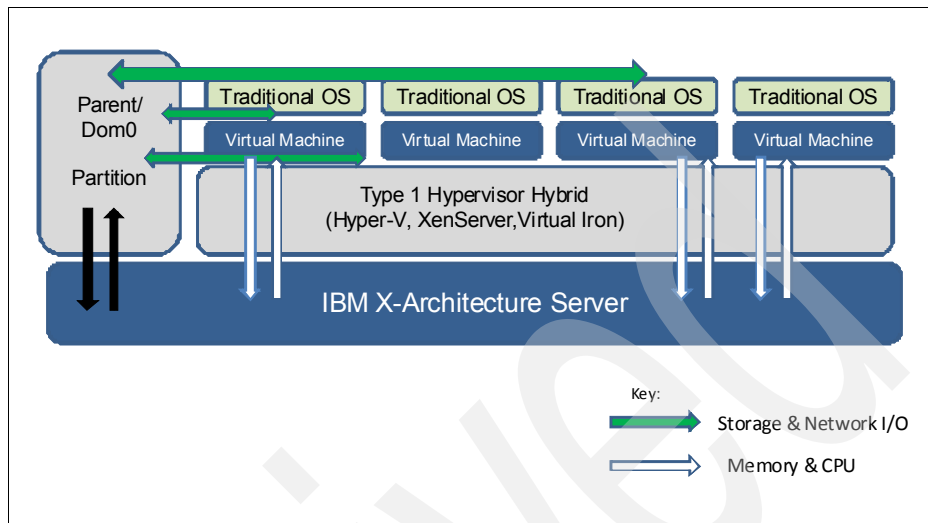 Parent/
Dom0
Partition
Traditional OS
Traditional OS
Traditional OS
Traditional OS
Virtual Machine
Virtual Machine
Virtual Machine
Virtual Machine
Type 1 Hypervisor Hybrid
(Hyper-V, XenServer,Virtual Iron)
IBM X-Architecture Server
Key:
Storage & Network I/O
Memory & CPU